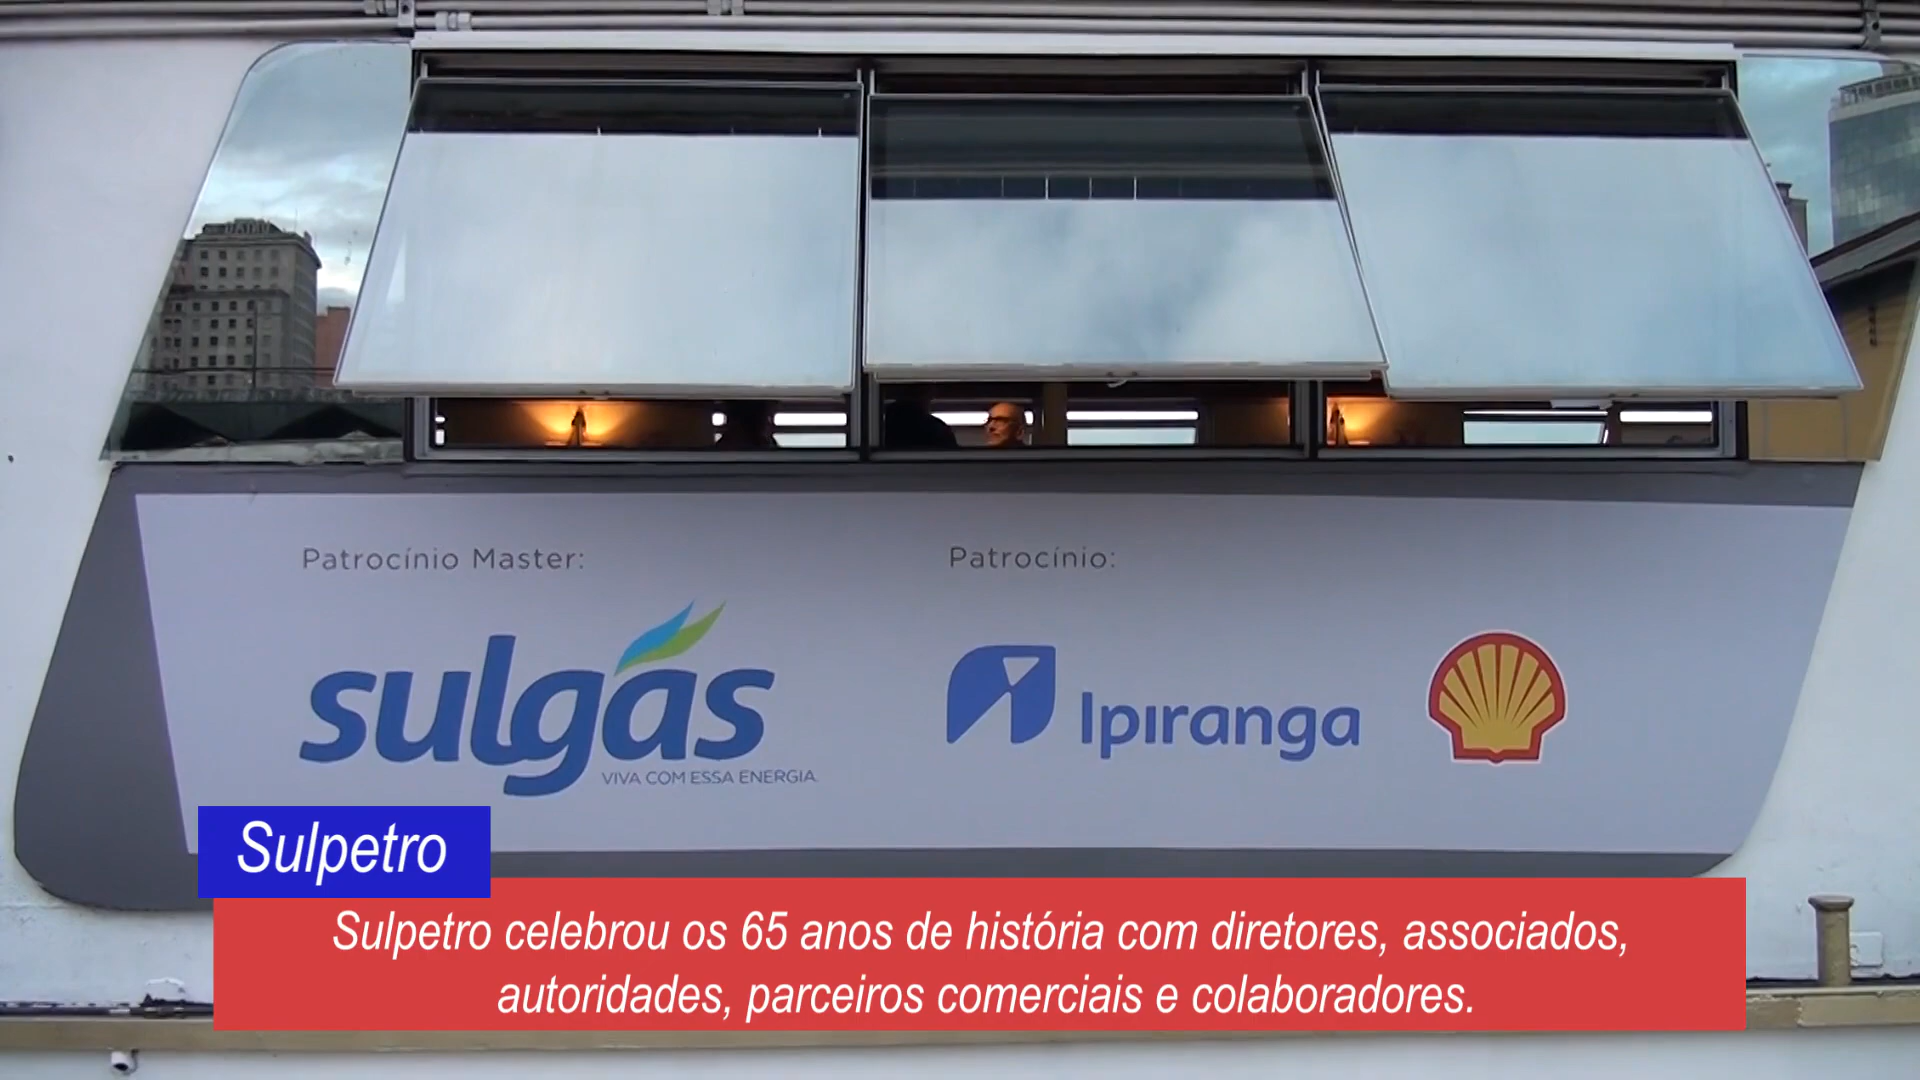 Patrocínio Master:
Patrocínio:
sulgás
VIVA COM ESSA ENERGIA.
Ipiranga
Sulpetro
Sulpetro celebrou os 65 anos de história com diretores, associados,
autoridades, parceiros comerciais e colaboradores.